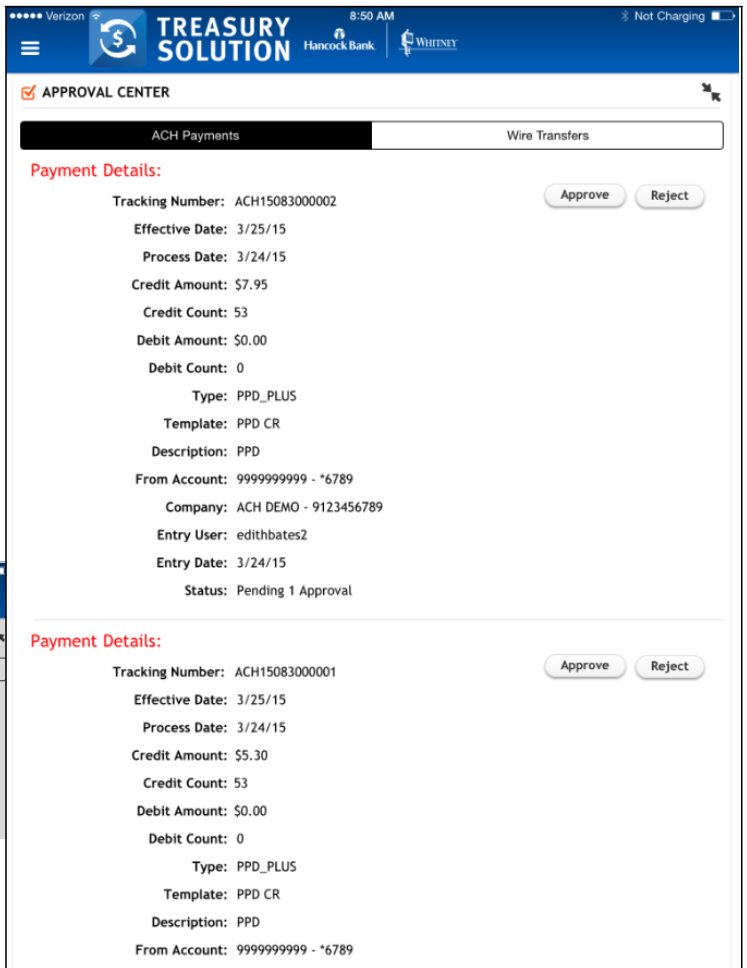 Verizon
8:50 AM
Not Charging
TREASURY
SOLUTION
Hancock Bank.
WHITNEY
APPROVAL CENTER
ACH Payments
Wire Transfers
Payment Details:
Approve
Reject
Tracking Number: ACH15083000002
Effective Date: 3/25/15
Process Date: 3/24/15
Credit Amount: $7.95
Credit Count: 53
Debit Amount: $0.00
Debit Count: 0
Type: PPD_PLUS
Template: PPD CR
Description: PPD
From Account: 9999999999 - *6789
Company: ACH DEMO - 9123456789
Entry User: edithbates2
Entry Date: 3/24/15
Status: Pending 1 Approval
Payment Details:
Approve
Reject
Tracking Number: ACH15083000001
Effective Date: 3/25/15
Process Date: 3/24/15
Credit Amount: $5.30
Credit Count: 53
Debit Amount: $0.00
Debit Count: 0
Type: PPD_PLUS
Template: PPD CR
Description: PPD
From Account: 9999999999 - *6789